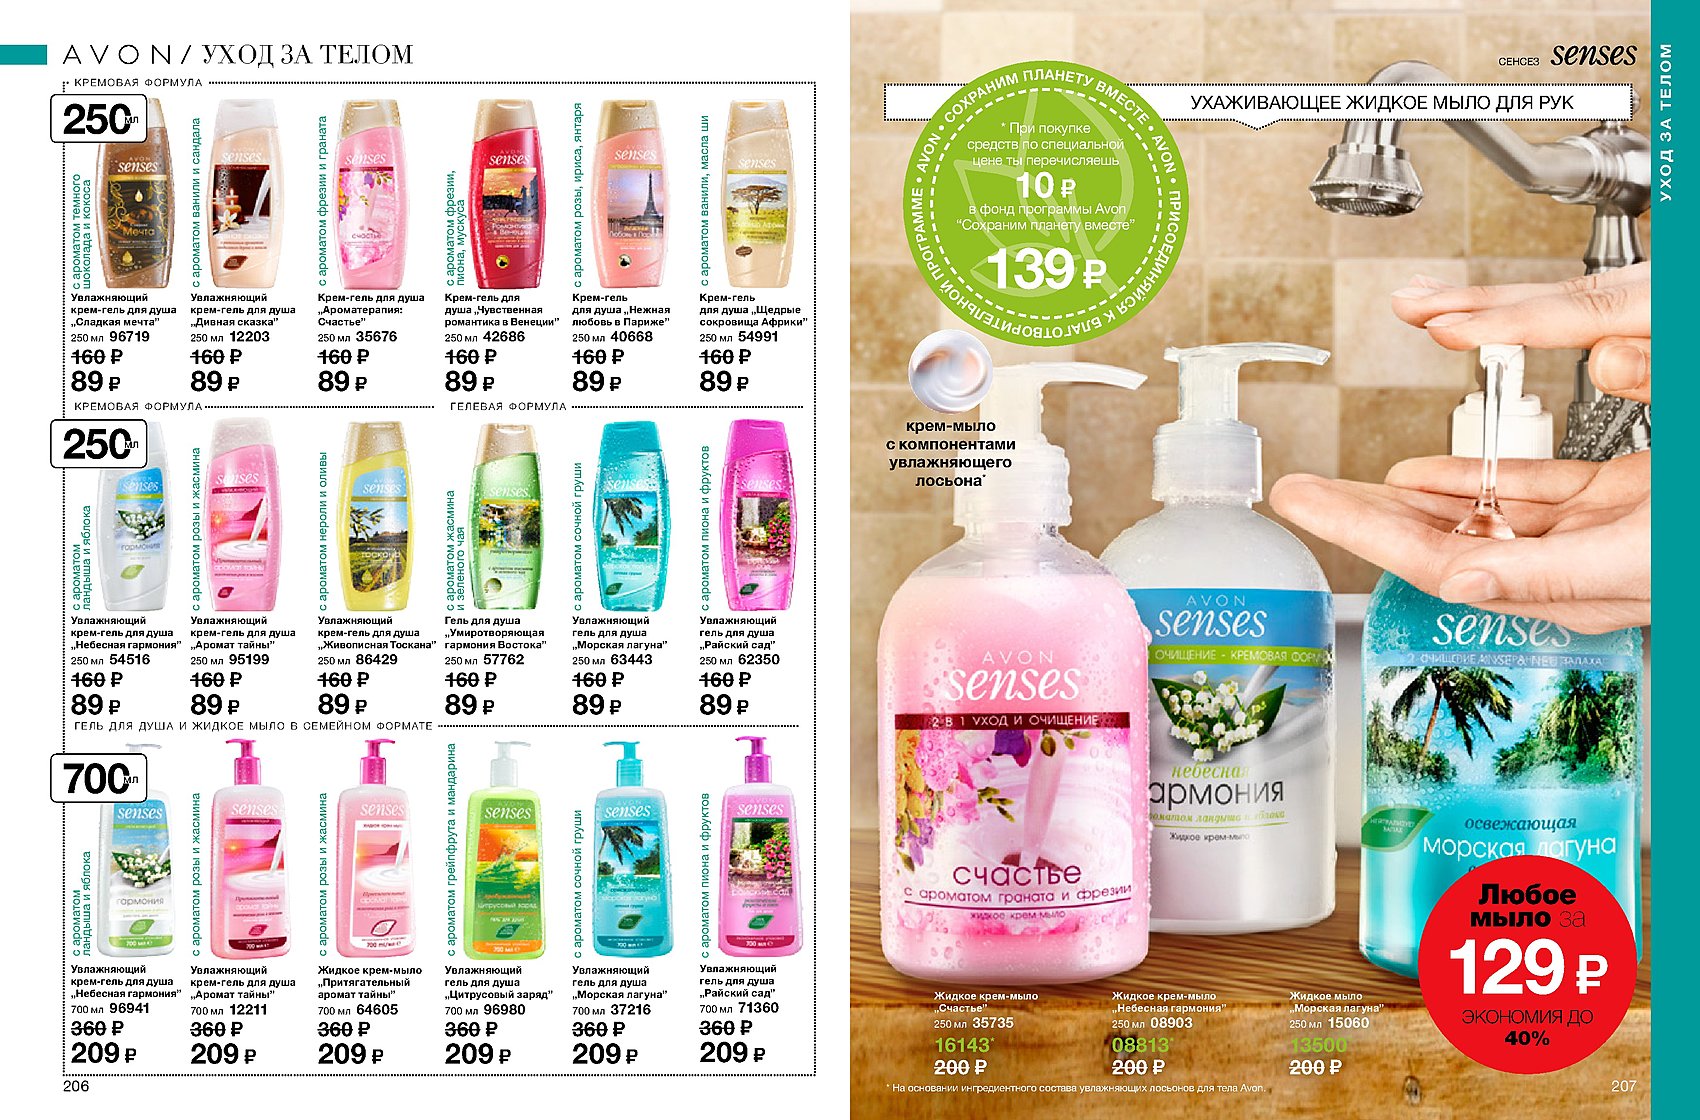 AVON / УХОД ЗА ТЕЛОМ
КРЕМОВАЯ ФОРМУЛА
250 мл
с ароматом темного
шоколада и кокоса
с ароматом ванили и сандала
с ароматом фрезии и граната
с ароматом фрезии,
пиона, мускуса
с ароматом розы, ириса, янтаря
с ароматом ванили, масла ши
Увлажняющий
крем-гель для душа
„Сладкая мечта”
250 мл 96719
160 ₽
89 ₽
Увлажняющий
крем-гель для душа
„Дивная сказка”
250 мл 12203
160 ₽
89 ₽
Крем-гель для душа
„Ароматерапия:
Счастье”
250 мл 35676
160 ₽
89 ₽
Крем-гель для
душа „Чувственная
романтика в Венеции”
250 мл 42686
160 ₽
89 ₽
Крем-гель
для душа „Нежная
любовь в Париже”
250 мл 40668
160 ₽
89 ₽
Крем-гель
для душа „Щедрые
сокровища Африки”
250 мл 54991
160 ₽
89 ₽
КРЕМОВАЯ ФОРМУЛА
ГЕЛЕВАЯ ФОРМУЛА
250 мл
с ароматом
ландыша и яблока
с ароматом розы и жасмина
с ароматом нероли и оливы
с ароматом жасмина
и зеленого чая
с ароматом сочной груши
с ароматом пиона и фруктов
Увлажняющий
крем-гель для душа
„Небесная гармония”
250 мл 54516
160 ₽
89 ₽
Увлажняющий
крем-гель для душа
„Аромат тайны”
250 мл 95199
160 ₽
89 ₽
Увлажняющий
крем-гель для душа
„Живописная Тоскана”
250 мл 86429
160 ₽
89 ₽
Гель для душа
„Умиротворяющая
гармония Востока”
250 мл 57762
160 ₽
89 ₽
Увлажняющий
гель для душа
„Морская лагуна”
250 мл 63443
160 ₽
89 ₽
Увлажняющий
гель для душа
„Райский сад”
250 мл 62350
160 ₽
89 ₽
ГЕЛЬ ДЛЯ ДУША И ЖИДКОЕ МЫЛО В СЕМЕЙНОМ ФОРМАТЕ
700 мл
с ароматом
ландыша и яблока
с ароматом розы и жасмина
с ароматом розы и жасмина
с ароматом грейпфрута и мандарина
с ароматом сочной груши
с ароматом пиона и фруктов
Увлажняющий
крем-гель для душа
„Небесная гармония”
700 мл 96941
360 ₽
209 ₽
Увлажняющий
крем-гель для душа
„Аромат тайны”
700 мл 12211
360 ₽
209 ₽
Жидкое крем-мыло
„Притягательный
аромат тайны”
700 мл 64605
360 ₽
209 ₽
Увлажняющий
гель для душа
„Цитрусовый заряд”
700 мл 96980
360 ₽
209 ₽
Увлажняющий
гель для душа
„Морская лагуна”
700 мл 37216
360 ₽
209 ₽
Увлажняющий
гель для душа
„Райский сад”
700 мл 71360
360 ₽
209 ₽
206
СЕНСЕЗ senses
УХОД ЗА ТЕЛОМ
УХАЖИВАЮЩЕЕ ЖИДКОЕ МЫЛО ДЛЯ РУК
AVON • СОХРАНИМ ПЛАНЕТУ ВМЕСТЕ • AVON • ПРИСОЕДИНЯЙСЯ К БЛАГОТВОРИТЕЛЬНОЙ ПРОГРАММЕ •
* При покупке
средств по специальной
цене ты перечисляешь
10 ₽
в фонд программы Avon
“Сохраним планету вместе”
139 ₽
крем-мыло
с компонентами
увлажняющего
лосьона*
AVON
senses
2 В 1 УХОД И ОЧИЩЕНИЕ
счастье
с ароматом граната и фрезии
жидкое крем-мыло
AVON
senses
ОЧИЩЕНИЕ - КРЕМОВАЯ ФОРМ
небесная
армония
ароматом ландыша и яблока
Жидкое крем-мыло
senses
НЕЙТРАЛИЗУЕТ
ЗАПАХ
освежающая
морская лагуна
Любое
мыло за
129 ₽
ЭКОНОМИЯ ДО
40%
Жидкое крем-мыло
„Счастье”
250 мл 35735
16143*
200 ₽
Жидкое крем-мыло
„Небесная гармония”
250 мл 08903
08813*
200 ₽
Жидкое мыло
„Морская лагуна”
250 мл 15060
13500*
200 ₽
* На основании ингредиентного состава увлажняющих лосьонов для тела Avon.
207